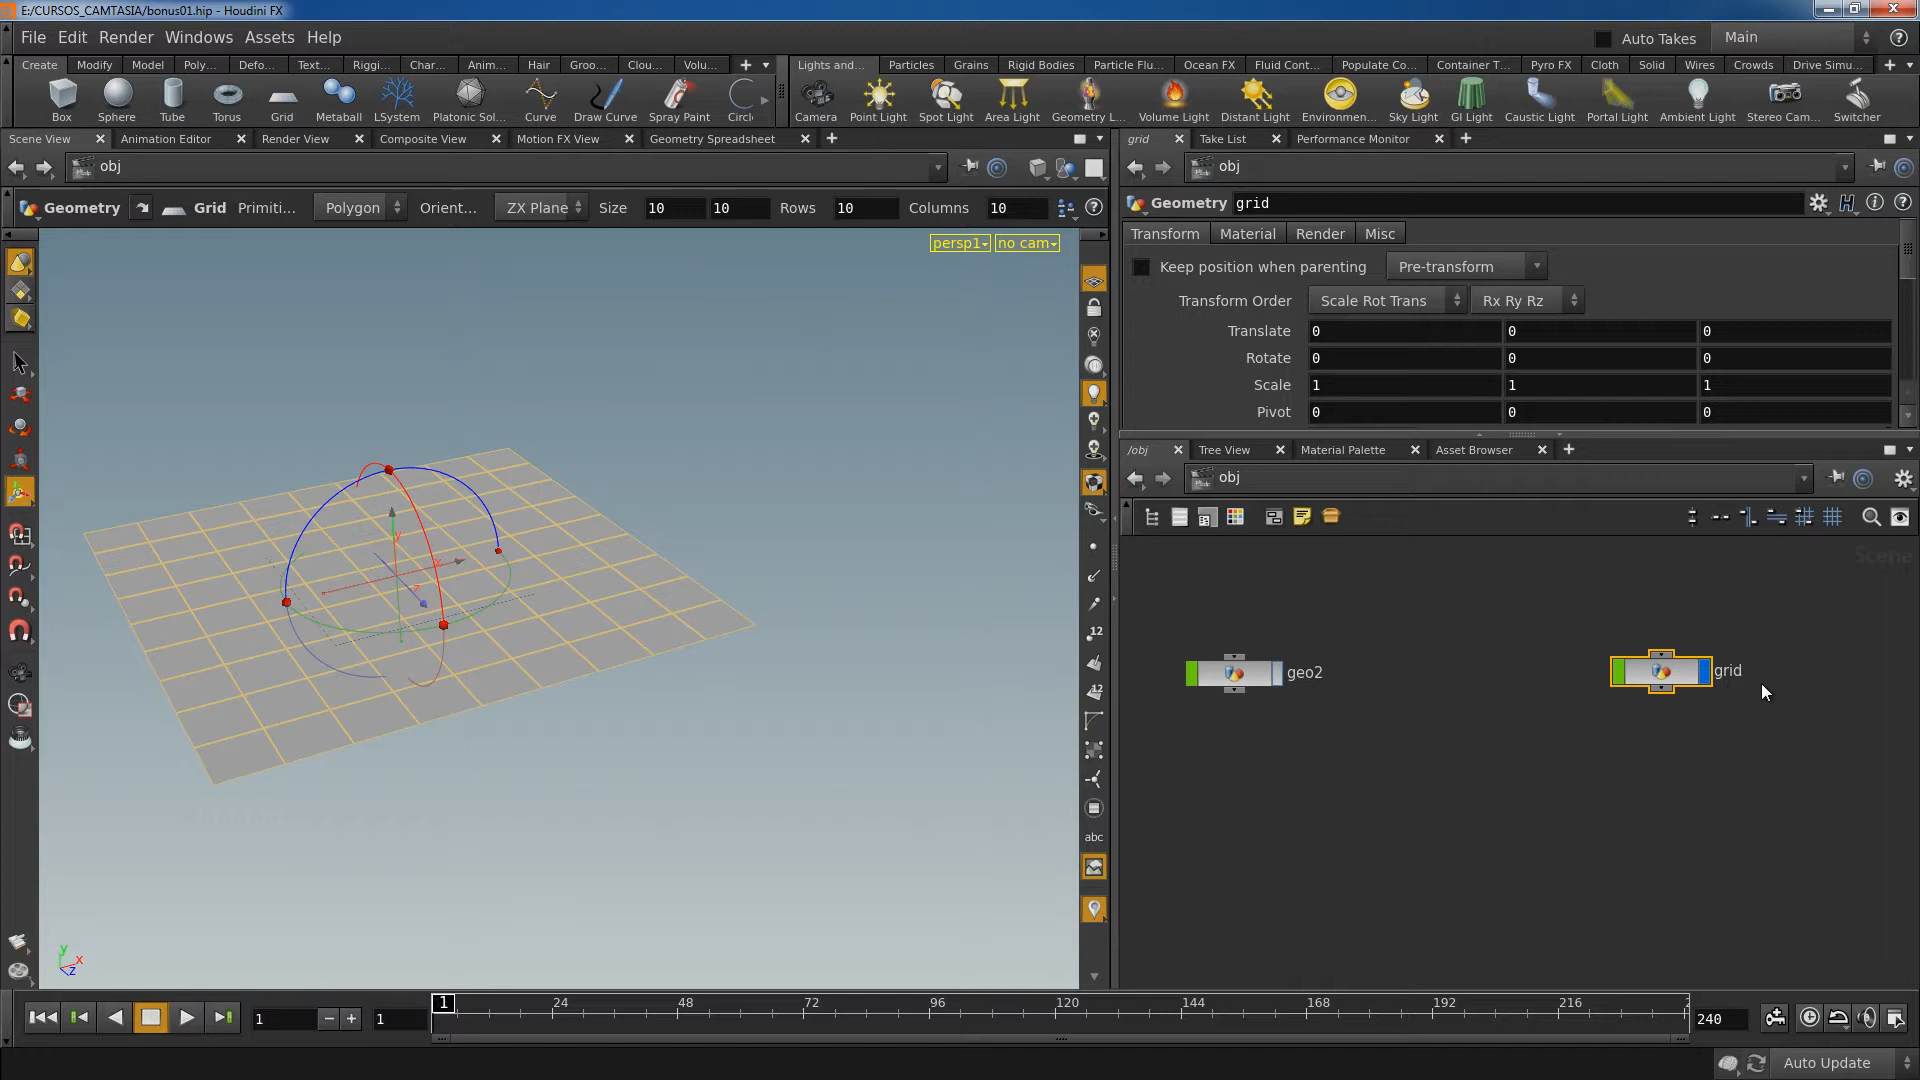 E:/CURSOS_CAMTASIA/bonus01.hip - Houdini FX
File Edit Render Windows Assets Help
Auto Takes Main
Create Modify Model Poly... Defo... Text... Riggi... Char... Anim... Hair Groo... Clou... Volu...
Lights and... Particles Grains Rigid Bodies Particle Flu... Ocean FX Fluid Cont... Populate Co... Container T... Pyro FX Cloth Solid Wires Crowds Drive Simu...
Box Sphere Tube Torus Grid Metaball LSystem Platonic Sol... Curve Draw Curve Spray Paint Circle
Camera Point Light Spot Light Area Light Geometry L... Volume Light Distant Light Environmen... Sky Light GI Light Caustic Light Portal Light Ambient Light Stereo Cam... Switcher
Scene View Animation Editor Render View Composite View Motion FX View Geometry Spreadsheet
grid Take List Performance Monitor
obj
obj
Geometry Grid Primiti... Polygon Orient... ZX Plane Size 10 10 Rows 10 Columns 10
Geometry grid
Transform Material Render Misc
persp1 no cam
Keep position when parenting Pre-transform
Transform Order Scale Rot Trans Rx Ry Rz
Translate 0 0 0
Rotate 0 0 0
Scale 1 1 1
Pivot 0 0 0
/obj Tree View Material Palette Asset Browser
obj
Scene
geo2
grid
y
x
z
12
12
abc
y
x
z
1 1
1 24 48 72 96 120 144 168 192 216 2
240
Auto Update